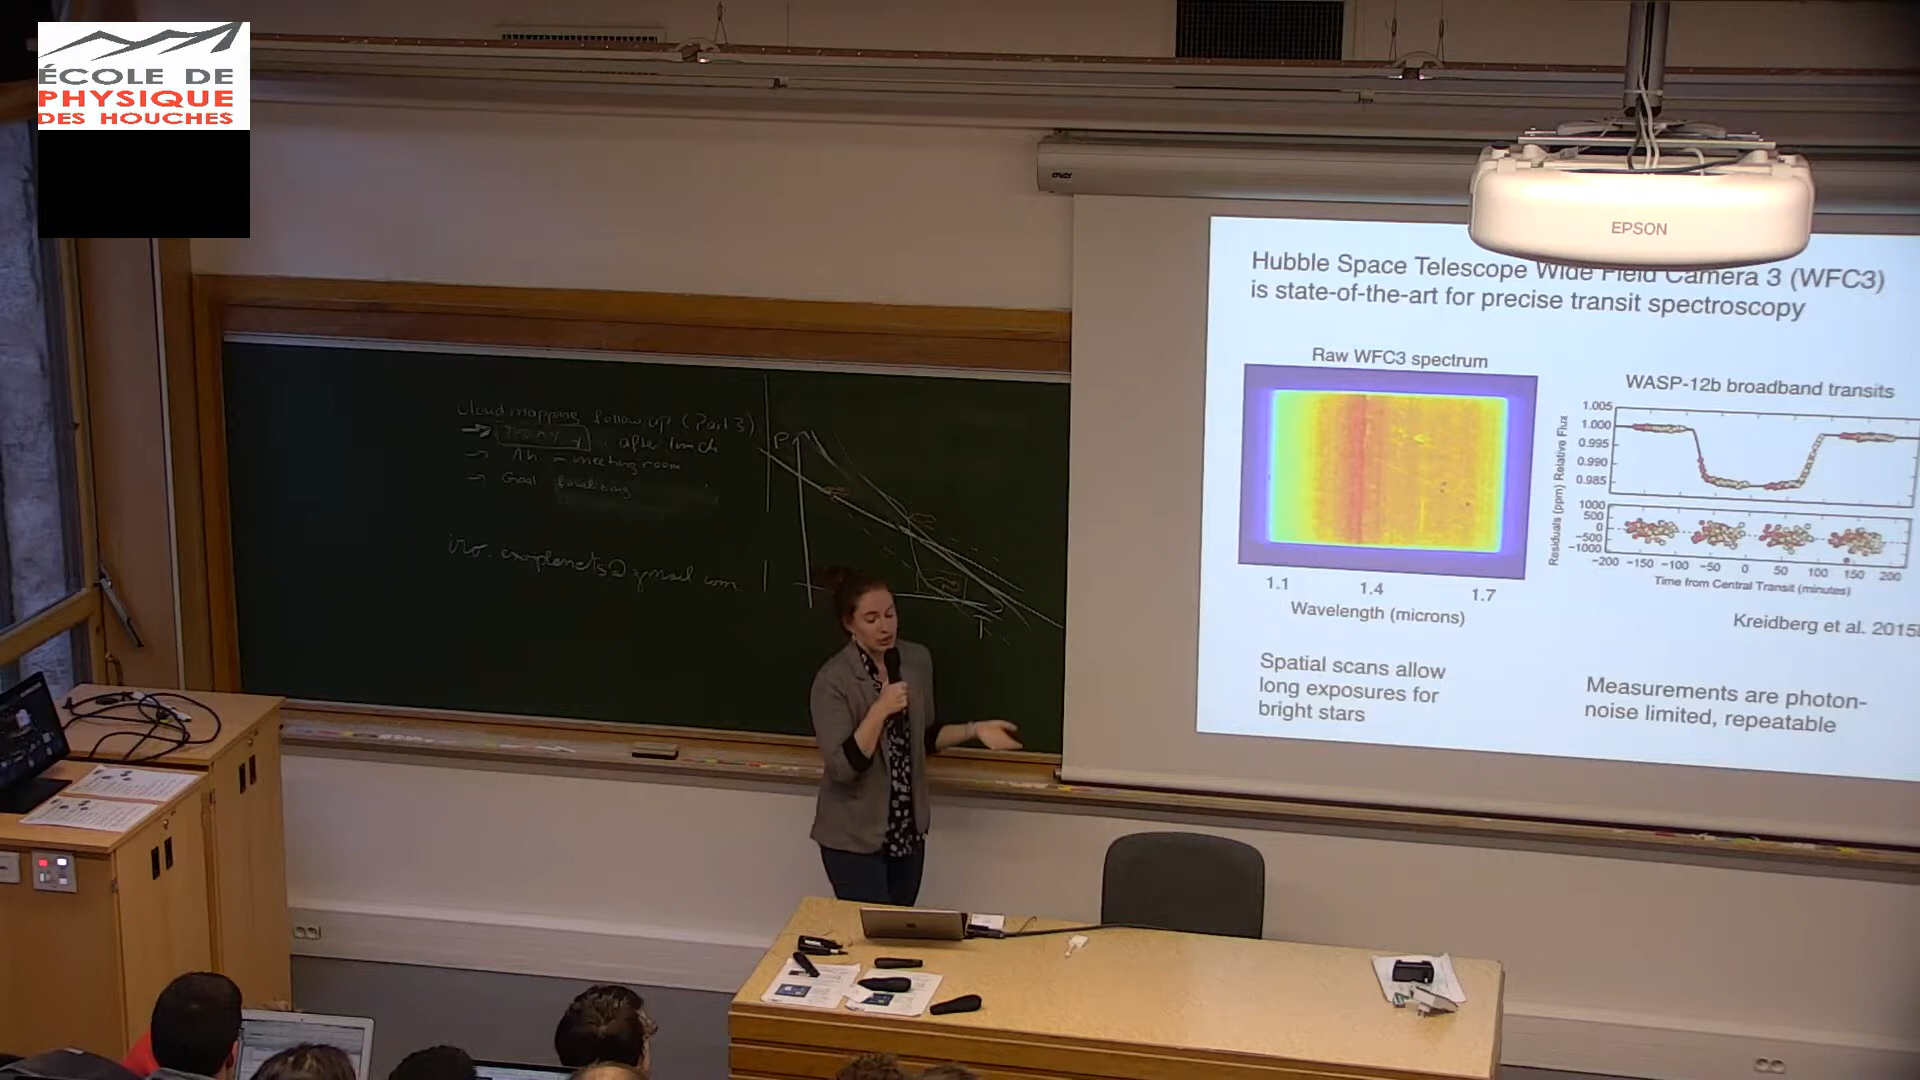 ÉCOLE DE
PHYSIQUE
DES HOUCHES
EPSON
Hubble Space Telescope Wide Field Camera 3 (WFC3)
is state-of-the-art for precise transit spectroscopy
Raw WFC3 spectrum
1.1 1.4 1.7
Wavelength (microns)
Spatial scans allow
long exposures for
bright stars
WASP-12b broadband transits
Relative Flux
1.005
1.000
0.995
0.990
0.985
Residuals (ppm)
1000
500
0
−500
−1000
−200 −150 −100 −50 0 50 100 150 200
Time from Central Transit (minutes)
Kreidberg et al. 2015
Measurements are photon-
noise limited, repeatable
Cloud mapping follow up (Part 3)
after lunch
meeting room
Goal
exoplanets@gmail.com
P
T